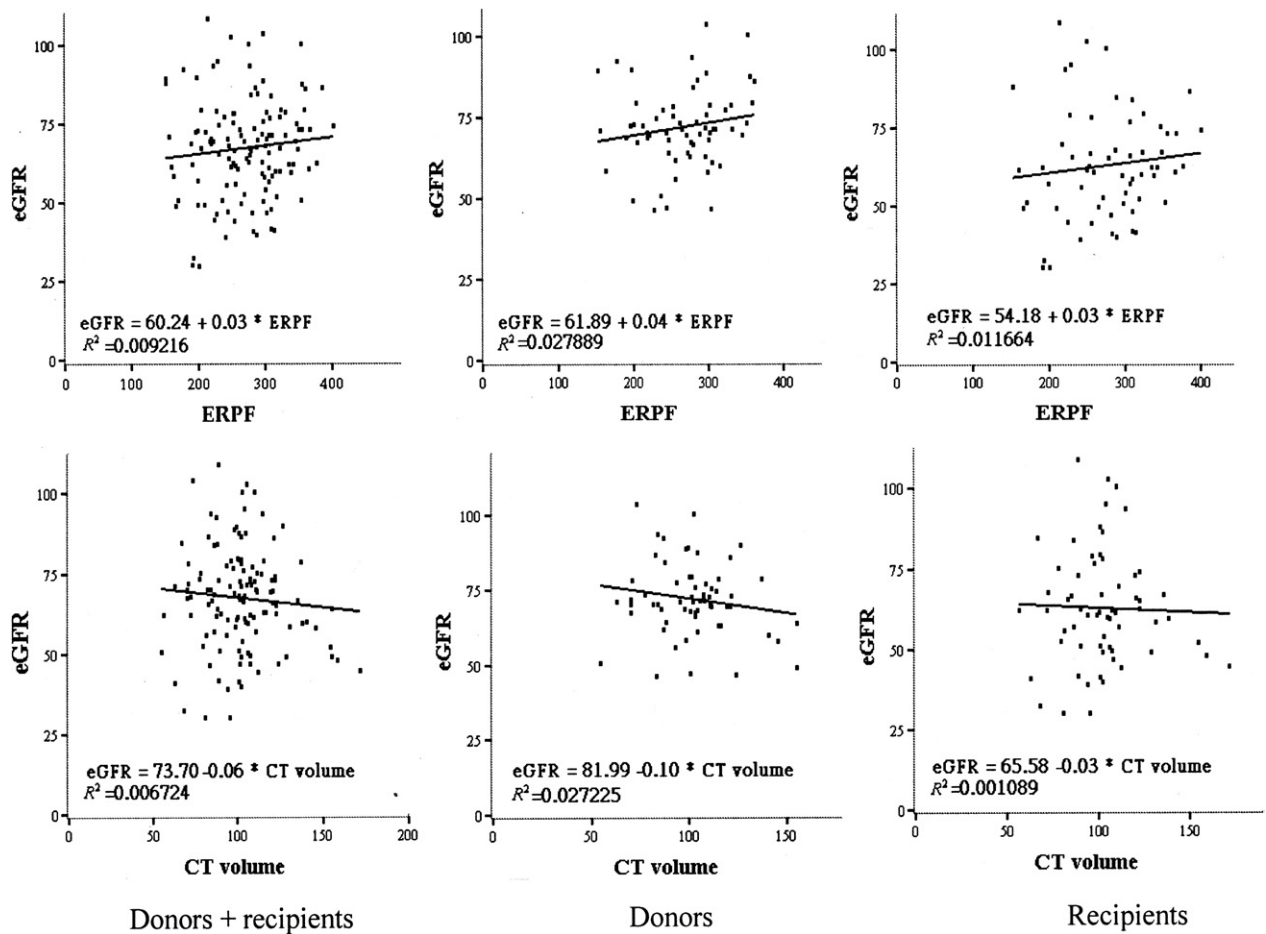 100
75
50
25
0
eGFR
eGFR = 60.24 + 0.03 * ERPF
R² =0.009216
0 100 200 300 400
ERPF
100
75
50
25
0
eGFR
eGFR = 61.89 + 0.04 * ERPF
R² =0.027889
0 100 200 300 400
ERPF
100
75
50
25
0
eGFR
eGFR = 54.18 + 0.03 * ERPF
R² =0.011664
0 100 200 300 400
ERPF
100
75
50
25
0
eGFR
eGFR = 73.70 -0.06 * CT volume
R² =0.006724
0 50 100 150 200
CT volume
100
75
50
25
0
eGFR
eGFR = 81.99 -0.10 * CT volume
R² =0.027225
0 50 100 150
CT volume
100
75
50
25
0
eGFR
eGFR = 65.58 -0.03 * CT volume
R² =0.001089
0 50 100 150
CT volume
Donors + recipients
Donors
Recipients